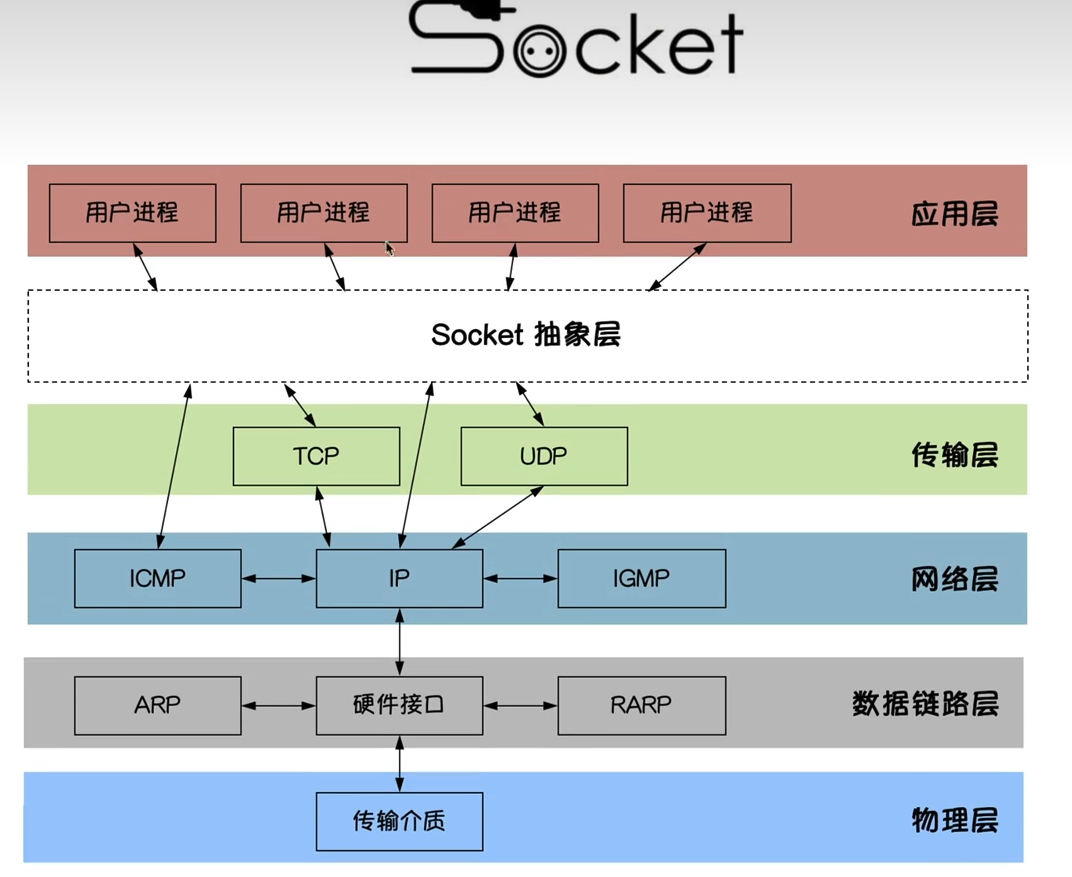 Socket
用户进程 用户进程 用户进程 用户进程 应用层
Socket 抽象层
TCP UDP 传输层
ICMP IP IGMP 网络层
ARP 硬件接口 RARP 数据链路层
传输介质 物理层